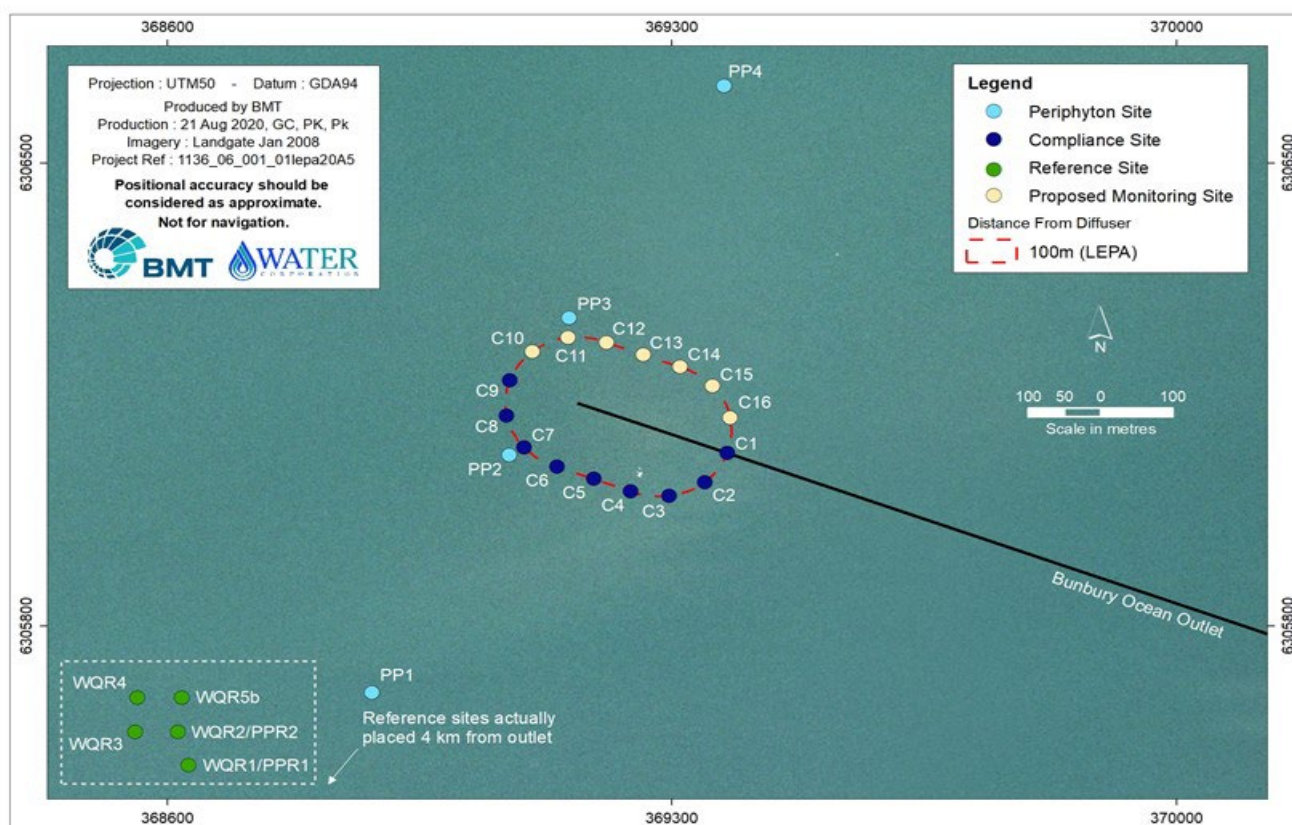 368600 369300 370000
Projection : UTM50 - Datum : GDA94
Produced by BMT
Production : 21 Aug 2020, GC, PK, Pk
Imagery : Landgate Jan 2008
Project Ref : 1136_06_001_01lepa20A5
Positional accuracy should be
considered as approximate.
Not for navigation.
BMT WATER
CORPORATION
PP4
Legend
Periphyton Site
Compliance Site
Reference Site
Proposed Monitoring Site
Distance From Diffuser
100m (LEPA)
6306500 6306500
PP3
C10
C11
C12
C13
C14
C15
C16
C9
C8
C7
C6
C5
C4
C3
C2
C1
PP2
N
100 50 0 100
Scale in metres
Bunbury Ocean Outlet
6305800 6305800
PP1
Reference sites actually
placed 4 km from outlet
WQR4 WQR5b
WQR3 WQR2/PPR2
WQR1/PPR1
368600 369300 370000